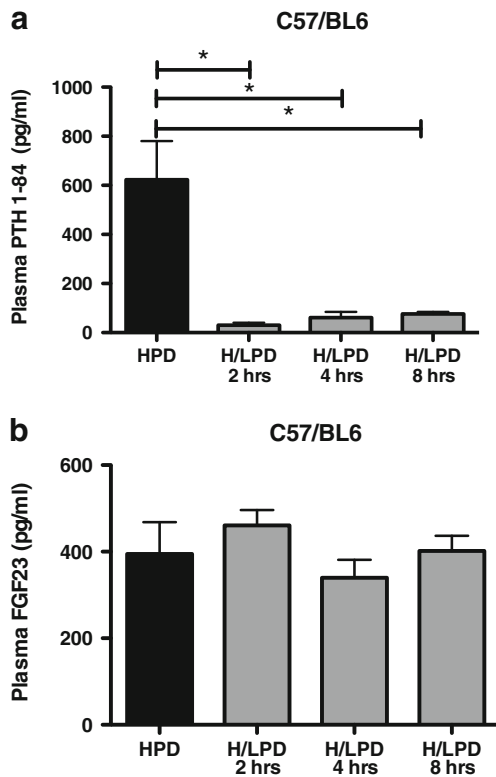 a
C57/BL6
*
*
*
Plasma PTH 1-84 (pg/ml)
1000
800
600
400
200
0
HPD
H/LPD
2 hrs
H/LPD
4 hrs
H/LPD
8 hrs
b
C57/BL6
Plasma FGF23 (pg/ml)
600
400
200
0
HPD
H/LPD
2 hrs
H/LPD
4 hrs
H/LPD
8 hrs